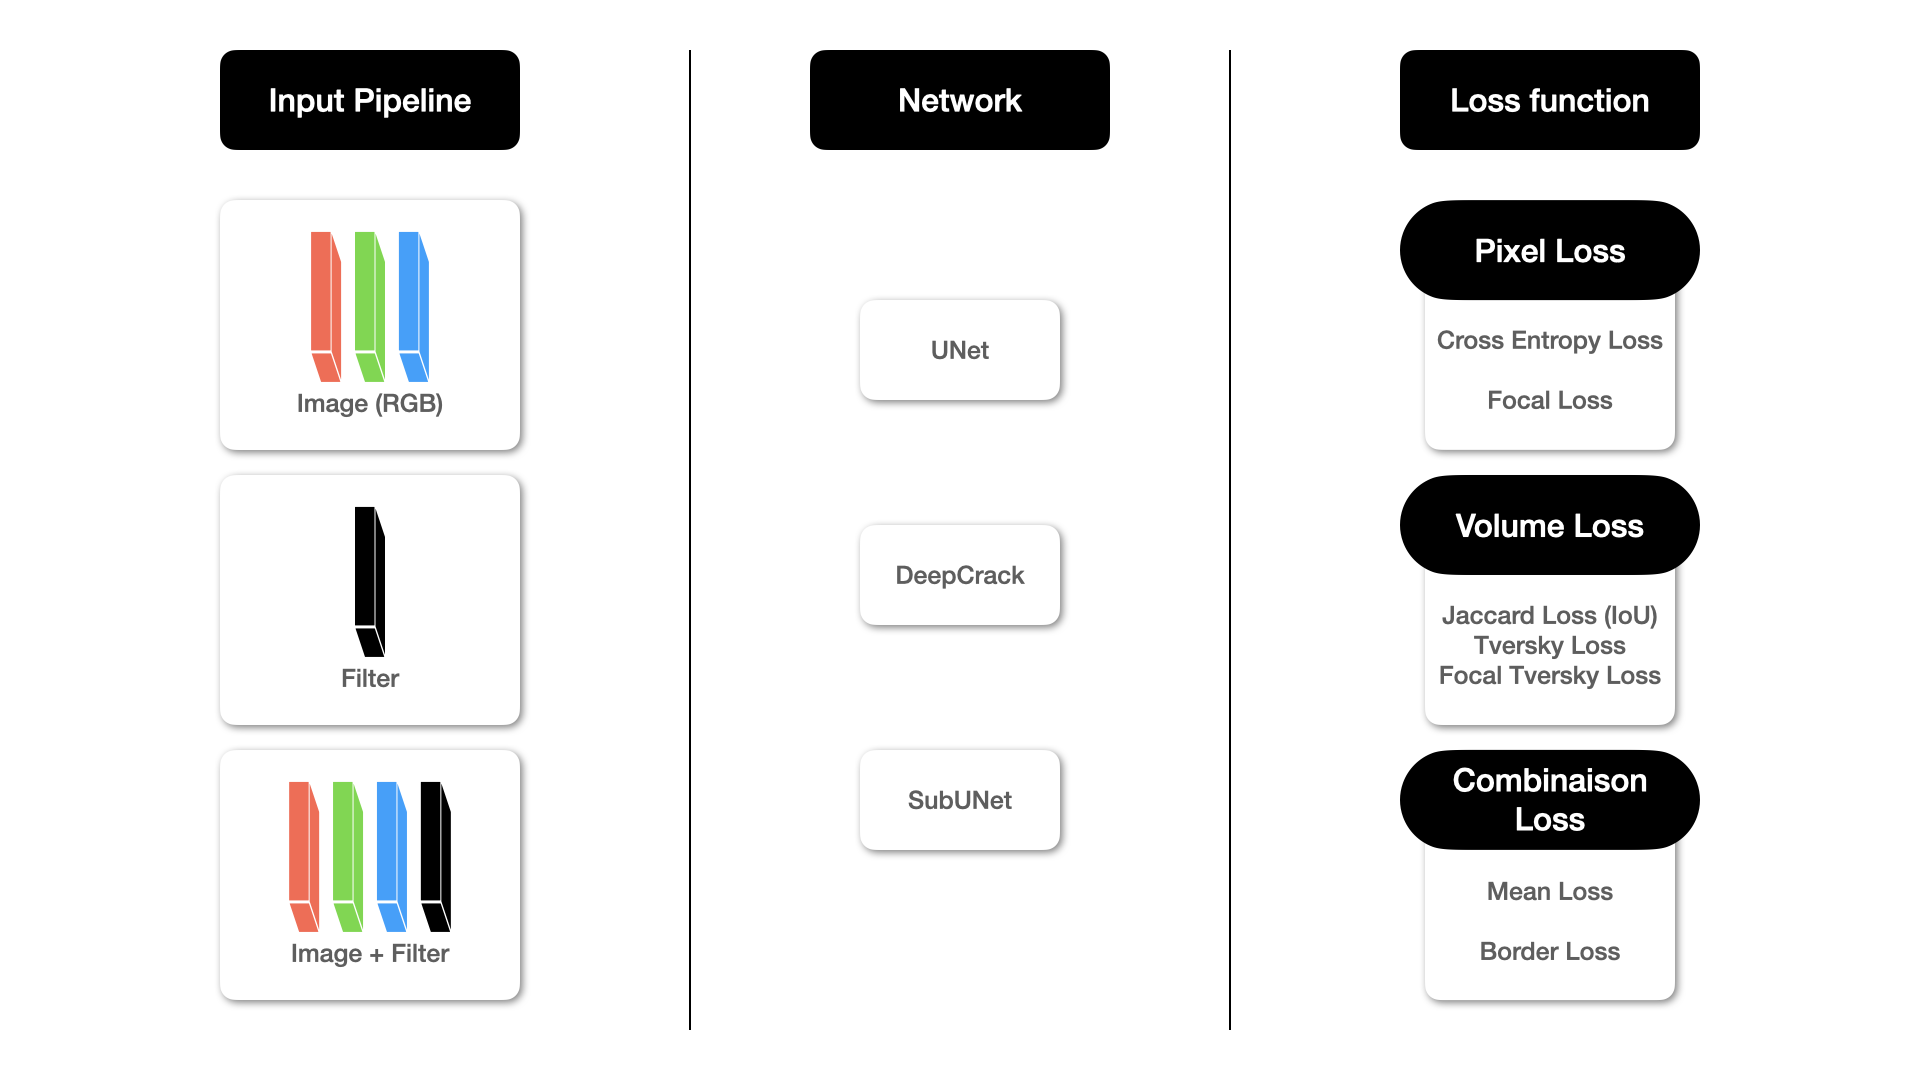 Input Pipeline
Image (RGB)
Filter
Image + Filter
Network
UNet
DeepCrack
SubUNet
Loss function
Pixel Loss
Cross Entropy Loss
Focal Loss
Volume Loss
Jaccard Loss (IoU)
Tversky Loss
Focal Tversky Loss
Combinaison
Loss
Mean Loss
Border Loss